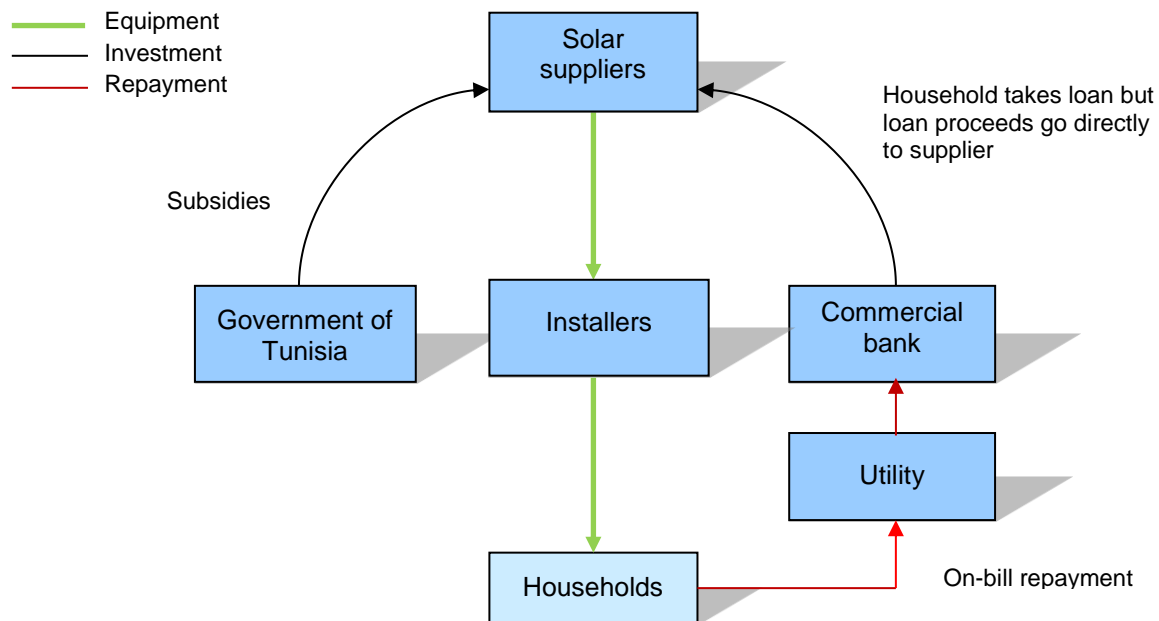 Equipment
Investment
Repayment
Solar
suppliers
Household takes loan but
loan proceeds go directly
to supplier
Subsidies
Government of
Tunisia
Installers
Commercial
bank
Utility
Households
On-bill repayment